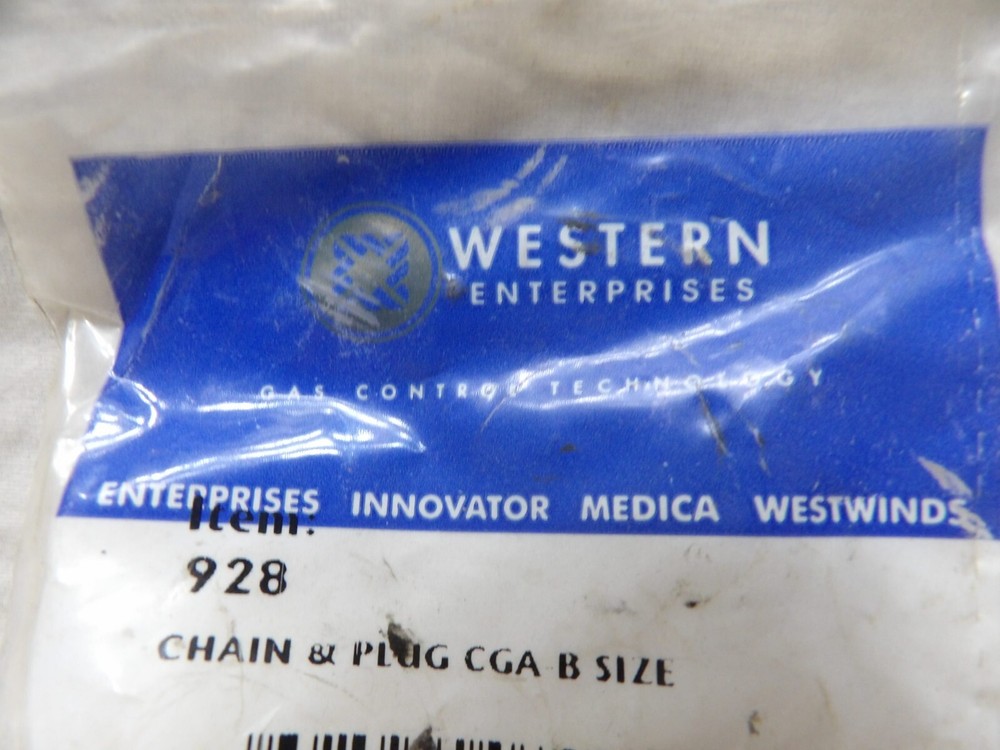 WESTERN
ENTERPRISES
GAS CONTROL TECHNOLOGY
ENTERPRISES INNOVATOR MEDICA WESTWINDS
Item:
928
CHAIN & PLUG CGA B SIZE